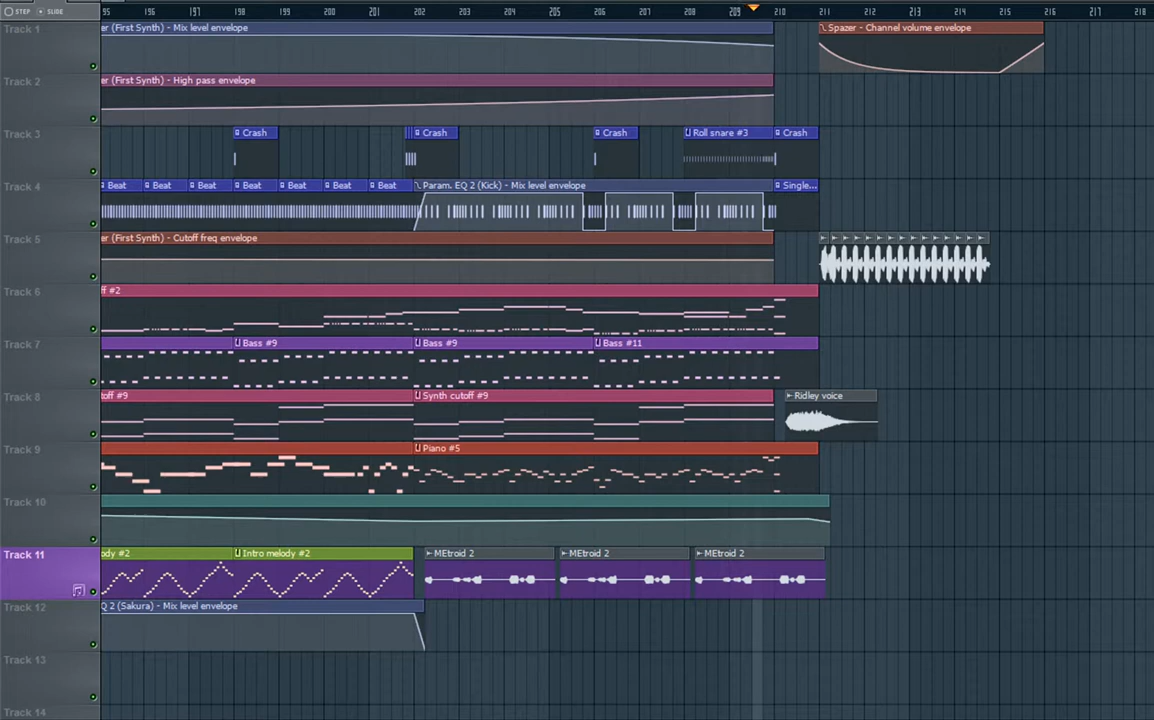 STEP SLIDE
195 196 197 198 199 200 201 202 203 204 205 206 207 208 209 210 211 212 213 214 215 216 217 218
Track 1 er (First Synth) - Mix level envelope Spazer - Channel volume envelope
Track 2 er (First Synth) - High pass envelope
Track 3 Crash Crash Crash Roll snare #3 Crash
Track 4 Beat Beat Beat Beat Beat Beat Beat Param. EQ 2 (Kick) - Mix level envelope Single...
Track 5 er (First Synth) - Cutoff freq envelope
Track 6 ff #2
Track 7 Bass #9 Bass #9 Bass #11
Track 8 toff #9 Synth cutoff #9 Ridley voice
Track 9 Piano #5
Track 10
Track 11 ody #2 Intro melody #2 MEtroid 2 MEtroid 2 MEtroid 2
Track 12 Q 2 (Sakura) - Mix level envelope
Track 13
Track 14